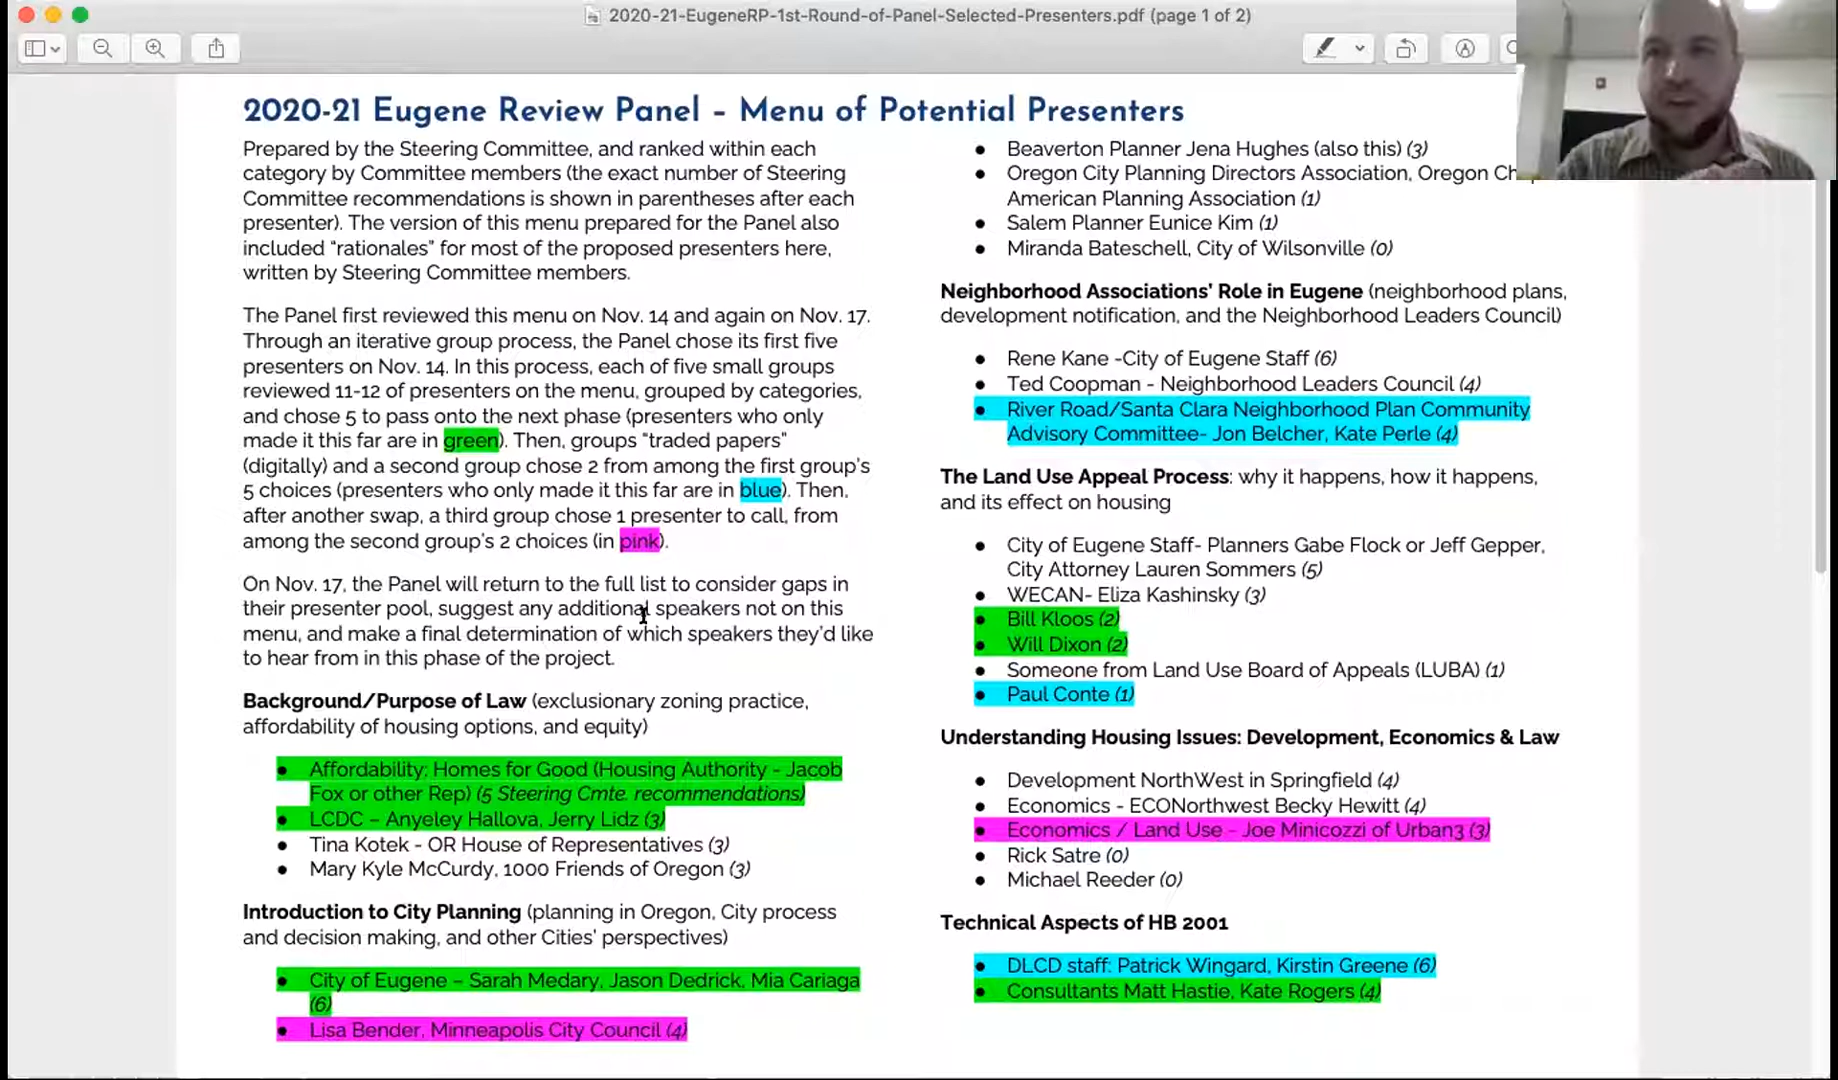 2020-21-EugeneRP-1st-Round-of-Panel-Selected-Presenters.pdf (page 1 of 2)
2020-21 Eugene Review Panel – Menu of Potential Presenters
Prepared by the Steering Committee, and ranked within each
category by Committee members (the exact number of Steering
Committee recommendations is shown in parentheses after each
presenter). The version of this menu prepared for the Panel also
included “rationales” for most of the proposed presenters here,
written by Steering Committee members.
The Panel first reviewed this menu on Nov. 14 and again on Nov. 17.
Through an iterative group process, the Panel chose its first five
presenters on Nov. 14. In this process, each of five small groups
reviewed 11-12 of presenters on the menu, grouped by categories,
and chose 5 to pass onto the next phase (presenters who only
made it this far are in green). Then, groups “traded papers”
(digitally) and a second group chose 2 from among the first group’s
5 choices (presenters who only made it this far are in blue). Then,
after another swap, a third group chose 1 presenter to call, from
among the second group’s 2 choices (in pink).
On Nov. 17, the Panel will return to the full list to consider gaps in
their presenter pool, suggest any additional speakers not on this
menu, and make a final determination of which speakers they’d like
to hear from in this phase of the project.
Background/Purpose of Law (exclusionary zoning practice,
affordability of housing options, and equity)
● Affordability: Homes for Good (Housing Authority - Jacob
Fox or other Rep) (5 Steering Cmte. recommendations)
● LCDC – Anyeley Hallova, Jerry Lidz (3)
● Tina Kotek - OR House of Representatives (3)
● Mary Kyle McCurdy, 1000 Friends of Oregon (3)
Introduction to City Planning (planning in Oregon, City process
and decision making, and other Cities’ perspectives)
● City of Eugene – Sarah Medary, Jason Dedrick, Mia Cariaga
(6)
● Lisa Bender, Minneapolis City Council (4)
● Beaverton Planner Jena Hughes (also this) (3)
● Oregon City Planning Directors Association, Oregon
American Planning Association (1)
● Salem Planner Eunice Kim (1)
● Miranda Bateschell, City of Wilsonville (0)
Neighborhood Associations’ Role in Eugene (neighborhood plans,
development notification, and the Neighborhood Leaders Council)
● Rene Kane -City of Eugene Staff (6)
● Ted Coopman - Neighborhood Leaders Council (4)
● River Road/Santa Clara Neighborhood Plan Community
Advisory Committee- Jon Belcher, Kate Perle (4)
The Land Use Appeal Process: why it happens, how it happens,
and its effect on housing
● City of Eugene Staff- Planners Gabe Flock or Jeff Gepper,
City Attorney Lauren Sommers (5)
● WECAN- Eliza Kashinsky (3)
● Bill Kloos (2)
● Will Dixon (2)
● Someone from Land Use Board of Appeals (LUBA) (1)
● Paul Conte (1)
Understanding Housing Issues: Development, Economics & Law
● Development NorthWest in Springfield (4)
● Economics - ECONorthwest Becky Hewitt (4)
● Economics / Land Use - Joe Minicozzi of Urban3 (3)
● Rick Satre (0)
● Michael Reeder (0)
Technical Aspects of HB 2001
● DLCD staff: Patrick Wingard, Kirstin Greene (6)
● Consultants Matt Hastie, Kate Rogers (4)